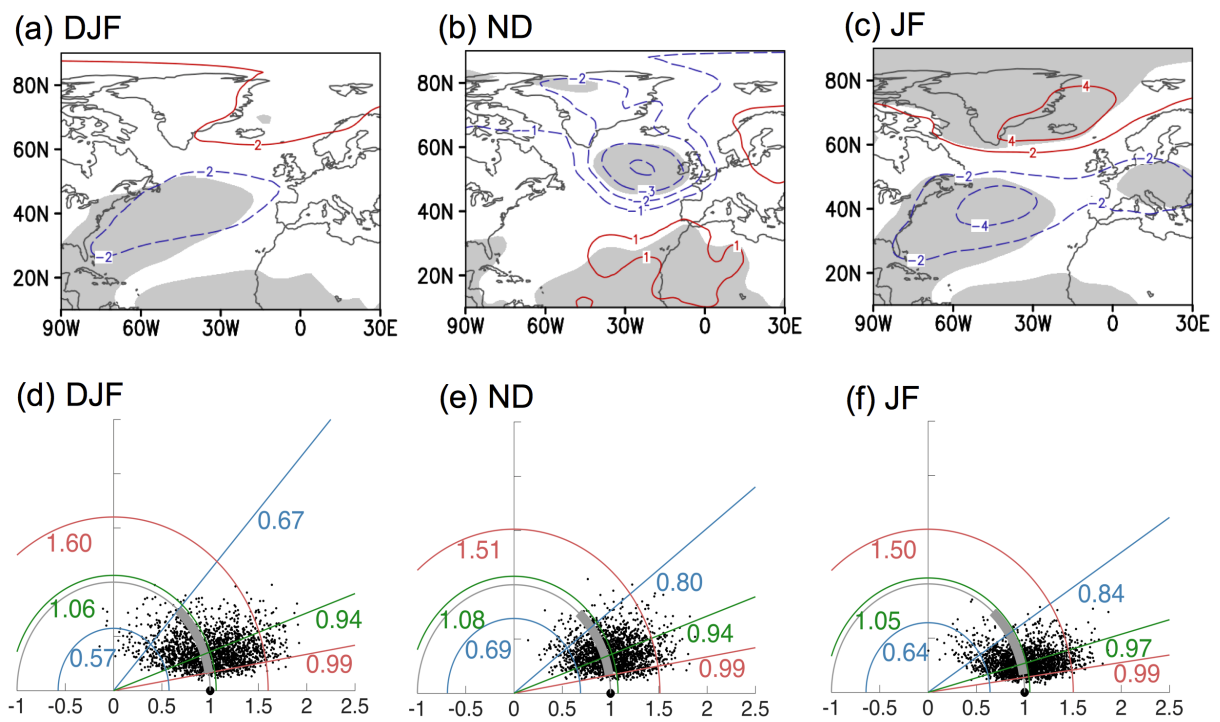 (a) DJF (b) ND (c) JF
80N 80N 80N
60N 60N 60N
40N 40N 40N
20N 20N 20N
90W 60W 30W 0 30E 90W 60W 30W 0 30E 90W 60W 30W 0 30E
2 -2 -2
-2 -1 -3 -2 -1 1 1 1
4 4 2 -2 -2 -2 -4 -2
(d) DJF (e) ND (f) JF
0.67 1.60 1.06 0.94 0.57 0.99
0.80 1.51 1.08 0.94 0.69 0.99
0.84 1.50 1.05 0.97 0.64 0.99
-1 -0.5 0 0.5 1 1.5 2 2.5 -1 -0.5 0 0.5 1 1.5 2 2.5 -1 -0.5 0 0.5 1 1.5 2 2.5